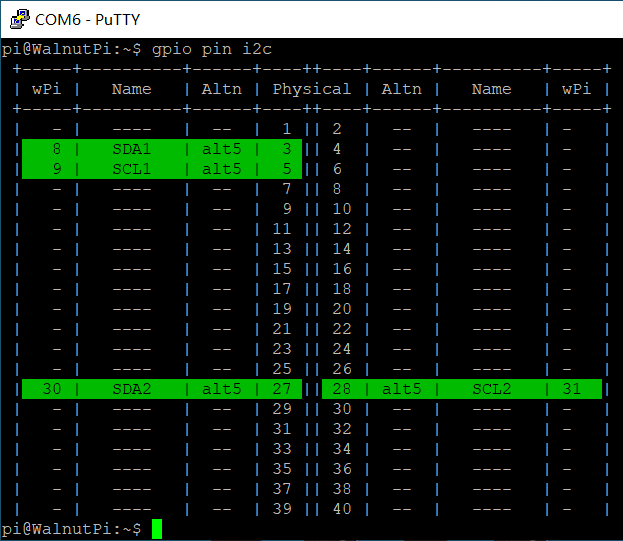 COM6 - PuTTY
pi@WalnutPi:~$ gpio pin i2c
+-----+----------+------+----++----+------+----------+-----+
| wPi |   Name   | Altn | Physical | Altn |   Name   | wPi |
+-----+----------+------+----++----+------+----------+-----+
|   - |   ----   |  --  |  1 || 2  |  --  |   ----   | -   |
|   8 |   SDA1   | alt5 |  3 || 4  |  --  |   ----   | -   |
|   9 |   SCL1   | alt5 |  5 || 6  |  --  |   ----   | -   |
|   - |   ----   |  --  |  7 || 8  |  --  |   ----   | -   |
|   - |   ----   |  --  |  9 || 10 |  --  |   ----   | -   |
|   - |   ----   |  --  | 11 || 12 |  --  |   ----   | -   |
|   - |   ----   |  --  | 13 || 14 |  --  |   ----   | -   |
|   - |   ----   |  --  | 15 || 16 |  --  |   ----   | -   |
|   - |   ----   |  --  | 17 || 18 |  --  |   ----   | -   |
|   - |   ----   |  --  | 19 || 20 |  --  |   ----   | -   |
|   - |   ----   |  --  | 21 || 22 |  --  |   ----   | -   |
|   - |   ----   |  --  | 23 || 24 |  --  |   ----   | -   |
|   - |   ----   |  --  | 25 || 26 |  --  |   ----   | -   |
|  30 |   SDA2   | alt5 | 27 || 28 | alt5 |   SCL2   | 31  |
|   - |   ----   |  --  | 29 || 30 |  --  |   ----   | -   |
|   - |   ----   |  --  | 31 || 32 |  --  |   ----   | -   |
|   - |   ----   |  --  | 33 || 34 |  --  |   ----   | -   |
|   - |   ----   |  --  | 35 || 36 |  --  |   ----   | -   |
|   - |   ----   |  --  | 37 || 38 |  --  |   ----   | -   |
|   - |   ----   |  --  | 39 || 40 |  --  |   ----   | -   |
pi@WalnutPi:~$